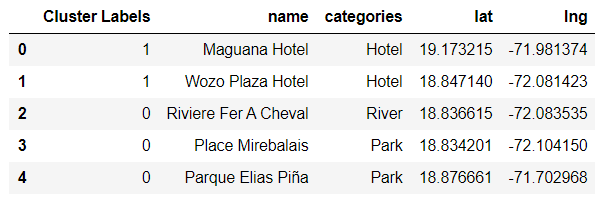 Cluster Labels name categories lat lng
0 1 Maguana Hotel Hotel 19.173215 -71.981374
1 1 Wozo Plaza Hotel Hotel 18.847140 -72.081423
2 0 Riviere Fer A Cheval River 18.836615 -72.083535
3 0 Place Mirebalais Park 18.834201 -72.104150
4 0 Parque Elias Piña Park 18.876661 -71.702968